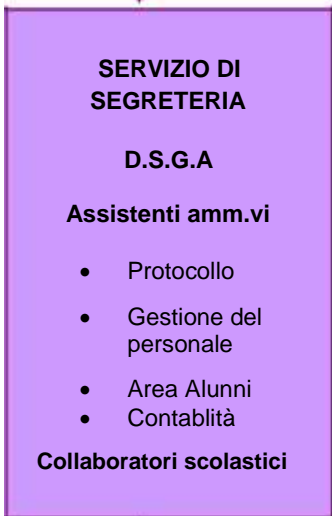 SERVIZIO DI
SEGRETERIA
D.S.G.A
Assistenti amm.vi
• Protocollo
• Gestione del
personale
• Area Alunni
• Contablità
Collaboratori scolastici